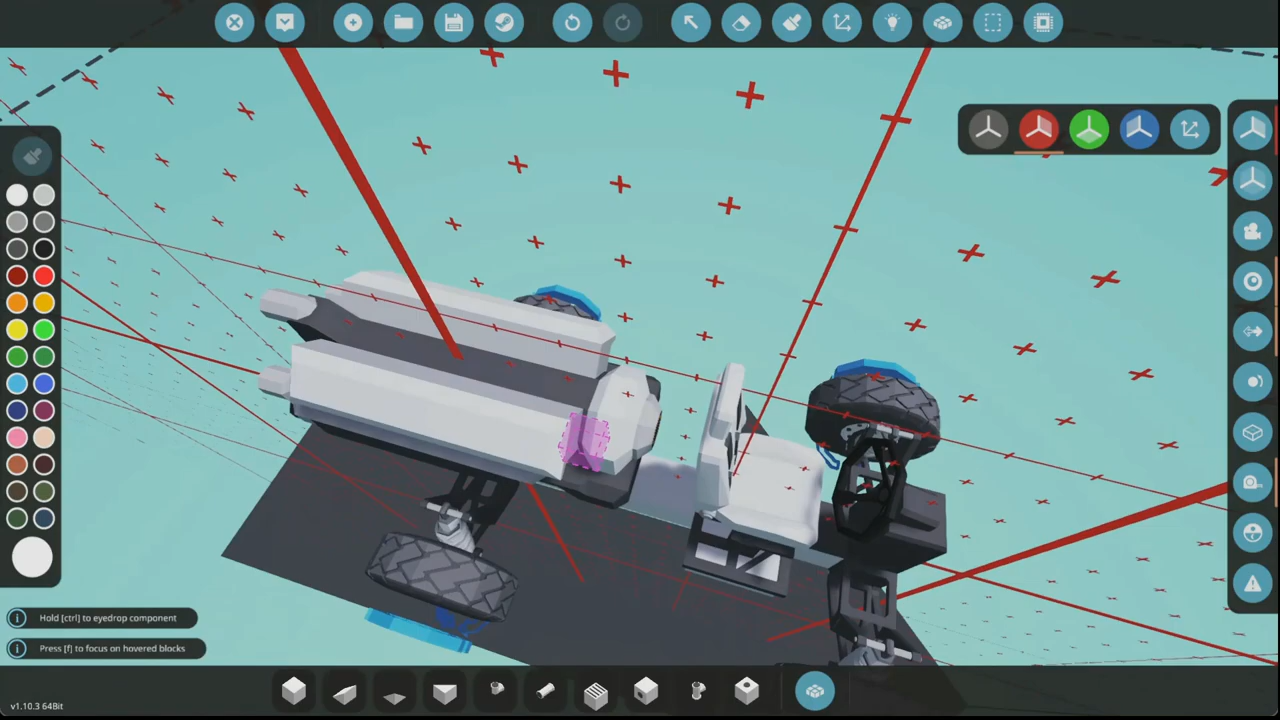 Hold [ctrl] to eyedrop component
Press [f] to focus on hovered blocks
v1.10.3 64Bit